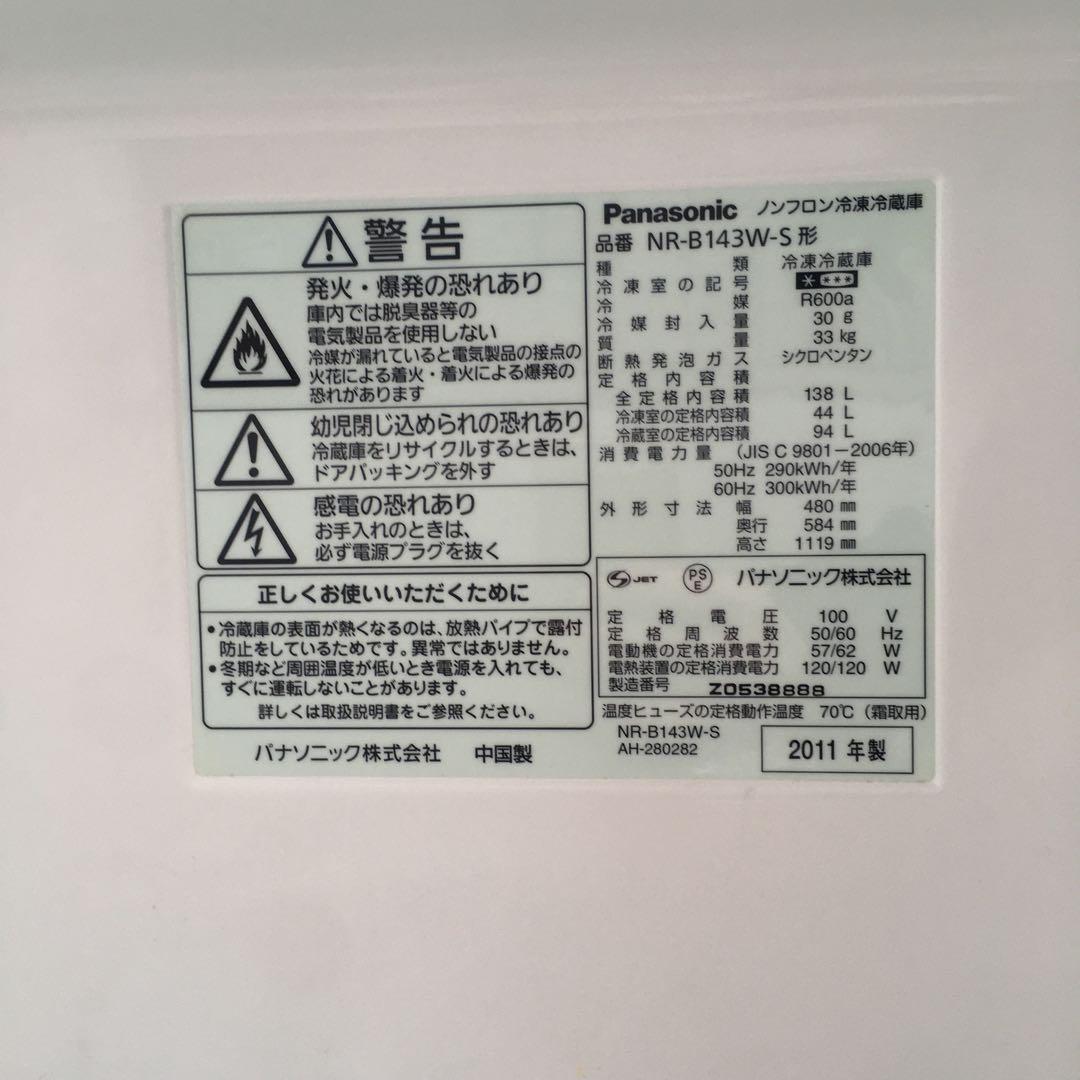 警告
発火・爆発の恐れあり
庫内では脱臭器等の
電気製品を使用しない
冷媒が漏れていると電気製品の接点の
火花による着火・着火による爆発の
恐れがあります
幼児閉じ込められの恐れあり
冷蔵庫をリサイクルするときは、
ドアパッキングを外す
感電の恐れあり
お手入れのときは、
必ず電源プラグを抜く
正しくお使いいただくために
•冷蔵庫の表面が熱くなるのは、放熱パイプで露付
防止をしているためです。異常ではありません。
•冬期など周囲温度が低いとき電源を入れても、
すぐに運転しないことがあります。
詳しくは取扱説明書をご参照ください。
パナソニック株式会社 中国製
Panasonic ノンフロン冷凍冷蔵庫
品番 NR-B143W-S形
種類 冷凍冷蔵庫
冷凍室の記号 ＊ ***
冷媒 R600a
冷媒封入量 30 g
質量 33 kg
断熱発泡ガス シクロペンタン
定格内容積
全定格内容積 138 L
冷凍室の定格内容積 44 L
冷蔵室の定格内容積 94 L
消費電力量 (JIS C 9801-2006年)
50Hz 290kWh/年
60Hz 300kWh/年
外形寸法 幅 480 mm
奥行 584 mm
高さ 1119 mm
S JET PS E パナソニック株式会社
定格電圧 100 V
定格周波数 50/60 Hz
電動機の定格消費電力 57/62 W
電熱装置の定格消費電力 120/120 W
製造番号 Z0538888
温度ヒューズの定格動作温度 70℃ (霜取用)
NR-B143W-S
AH-280282
2011 年製